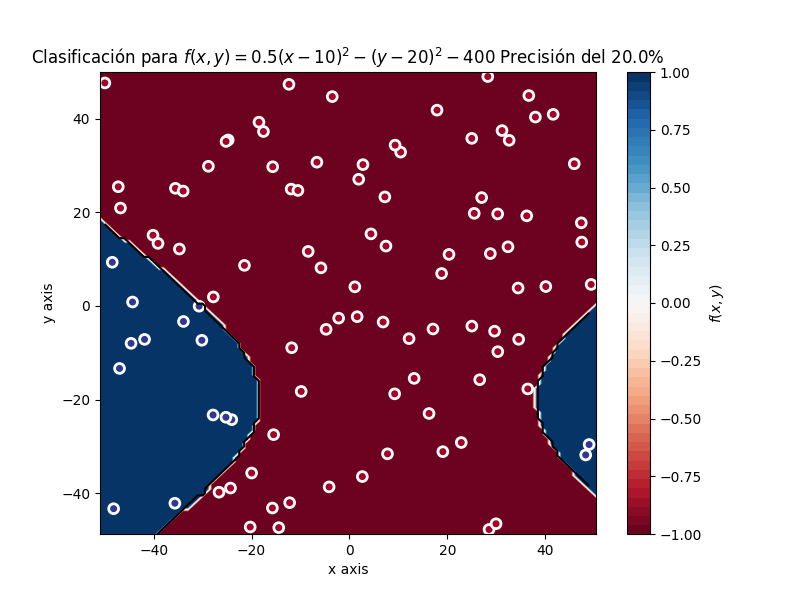 Clasificación para f(x, y) = 0.5(x − 10)² − (y − 20)² − 400 Precisión del 20.0%
40
20
0
−20
−40
y axis
−40 −20 0 20 40
x axis
1.00
0.75
0.50
0.25
0.00
−0.25
−0.50
−0.75
−1.00
f(x, y)